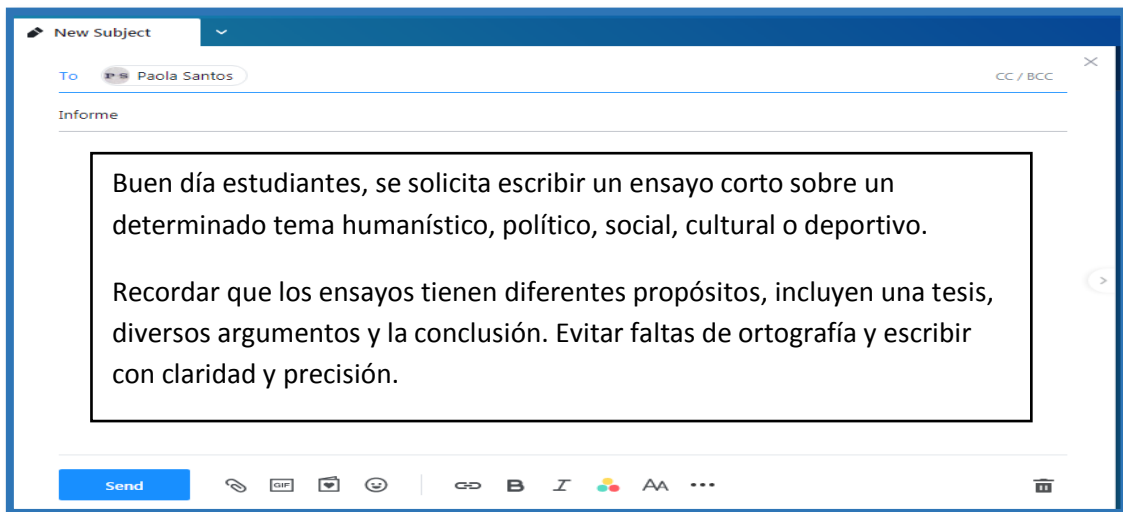 New Subject
To PS Paola Santos CC / BCC
Informe
Buen día estudiantes, se solicita escribir un ensayo corto sobre un
determinado tema humanístico, político, social, cultural o deportivo.
Recordar que los ensayos tienen diferentes propósitos, incluyen una tesis,
diversos argumentos y la conclusión. Evitar faltas de ortografía y escribir
con claridad y precisión.
Send GIF B I AA